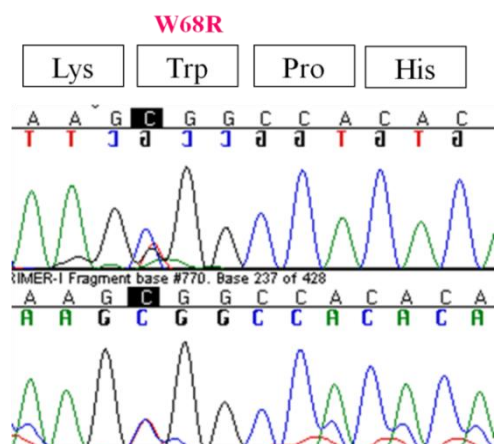 W68R
Lys Trp Pro His
A A G C G G C C A C A C
T T C G C C G G T G T G
RIMER-I Fragment base #770. Base 237 of 428
A A G C G G C C A C A C A
A A G C G G C C A C A C A